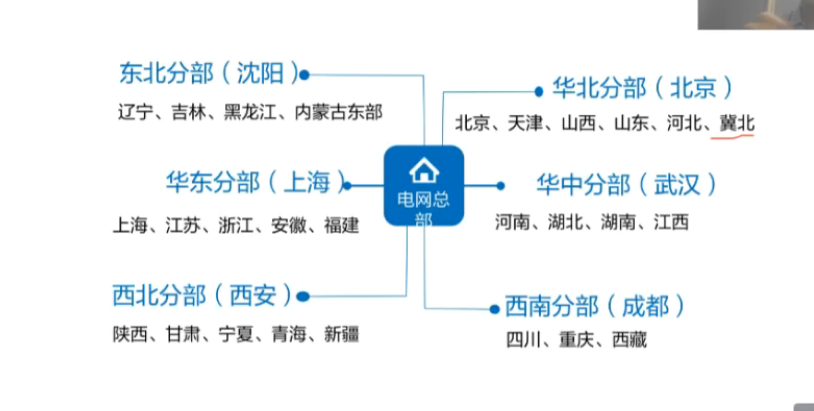 东北分部（沈阳）
辽宁、吉林、黑龙江、内蒙古东部
华北分部（北京）
北京、天津、山西、山东、河北、冀北
华东分部（上海）
上海、江苏、浙江、安徽、福建
电网总
部
华中分部（武汉）
河南、湖北、湖南、江西
西北分部（西安）
陕西、甘肃、宁夏、青海、新疆
西南分部（成都）
四川、重庆、西藏